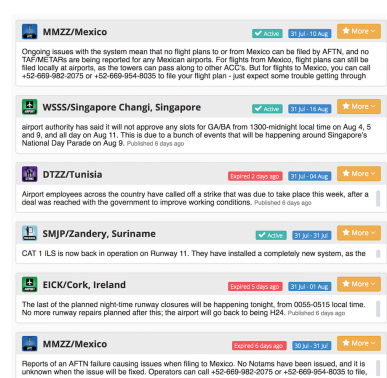 MMZZ/Mexico Active 31 Jul - 10 Aug More
Ongoing issues with the system mean that no flight plans to or from Mexico can be filed by AFTN, and no
TAF/METARs are being reported for any Mexican airports. For flights from Mexico, flight plans can still be
filed locally at airports, as the towers can pass along to other ACC's. But for flights to Mexico, you can call
+52-669-982-2075 or +52-669-954-8035 to file your flight plan - just expect some trouble getting through
WSSS/Singapore Changi, Singapore Active 31 Jul - 16 Aug More
airport authority has said it will not approve any slots for GA/BA from 1300-midnight local time on Aug 4, 5
and 9, and all day on Aug 11. This is due to a bunch of events that will be happening around Singapore's
National Day Parade on Aug 9. Published 6 days ago
DTZZ/Tunisia Expired 2 days ago 31 Jul - 04 Aug More
Airport employees across the country have called off a strike that was due to take place this week, after a
deal was reached with the government to improve working conditions. Published 6 days ago
SMJP/Zandery, Suriname Active 31 Jul - 31 Jul More
CAT 1 ILS is now back in operation on Runway 11. They have installed a completely new system, as the
EICK/Cork, Ireland Expired 5 days ago 31 Jul - 01 Aug More
The last of the planned night-time runway closures will be happening tonight, from 0055-0515 local time.
No more runway repairs planned after this; the airport will go back to being H24. Published 6 days ago
MMZZ/Mexico Expired 6 days ago 30 Jul - 31 Jul More
Reports of an AFTN failure causing issues when filing to Mexico. No Notams have been issued, and it is
unknown when the issue will be fixed. Operators can call +52-669-982-2075 or +52-669-954-8035 to file,